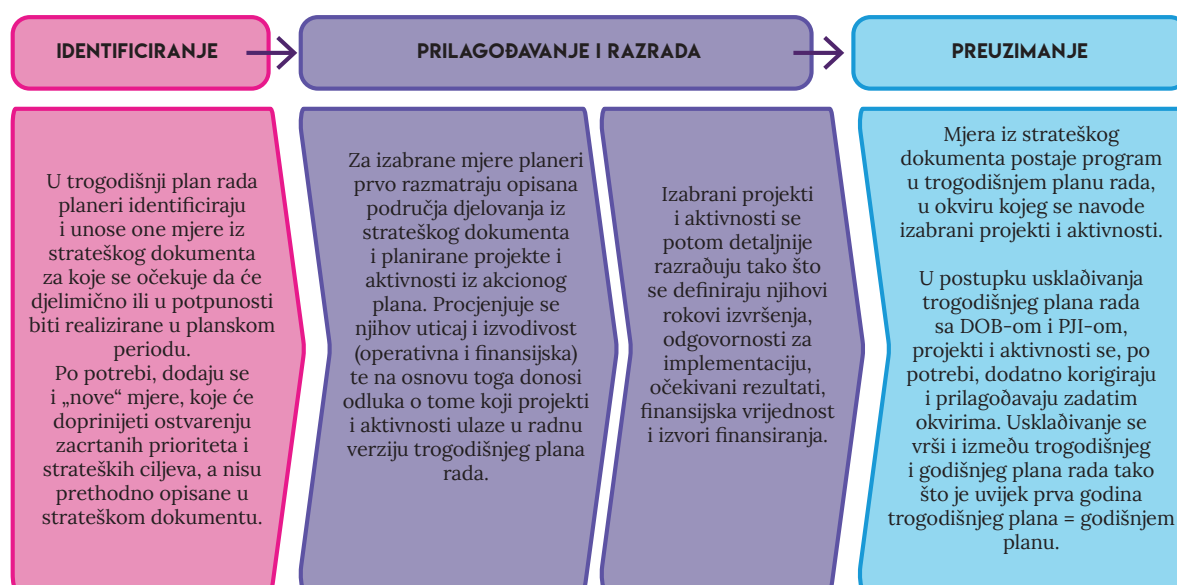 IDENTIFICIRANJE
PRILAGOĐAVANJE I RAZRADA
PREUZIMANJE
U trogodišnji plan rada
planeri identificiraju
i unose one mjere iz
strateškog dokumenta
za koje se očekuje da će
djelimično ili u potpunosti
biti realizirane u planskom
periodu.
Po potrebi, dodaju se
i „nove“ mjere, koje će
doprinijeti ostvarenju
zacrtanih prioriteta i
strateških ciljeva, a nisu
prethodno opisane u
strateškom dokumentu.
Za izabrane mjere planeri
prvo razmatraju opisana
područja djelovanja iz
strateškog dokumenta
i planirane projekte i
aktivnosti iz akcionog
plana. Procjenjuje se
njihov uticaj i izvodivost
(operativna i finansijska)
te na osnovu toga donosi
odluka o tome koji projekti
i aktivnosti ulaze u radnu
verziju trogodišnjeg plana
rada.
Izabrani projekti
i aktivnosti se
potom detaljnije
razrađuju tako što
se definiraju njihovi
rokovi izvršenja,
odgovornosti za
implementaciju,
očekivani rezultati,
finansijska vrijednost
i izvori finansiranja.
Mjera iz strateškog
dokumenta postaje program
u trogodišnjem planu rada,
u okviru kojeg se navode
izabrani projekti i aktivnosti.
U postupku usklađivanja
trogodišnjeg plana rada
sa DOB-om i PJI-om,
projekti i aktivnosti se, po
potrebi, dodatno korigiraju
i prilagođavaju zadatim
okvirima. Usklađivanje se
vrši i između trogodišnjeg
i godišnjeg plana rada tako
što je uvijek prva godina
trogodišnjeg plana = godišnjem
planu.